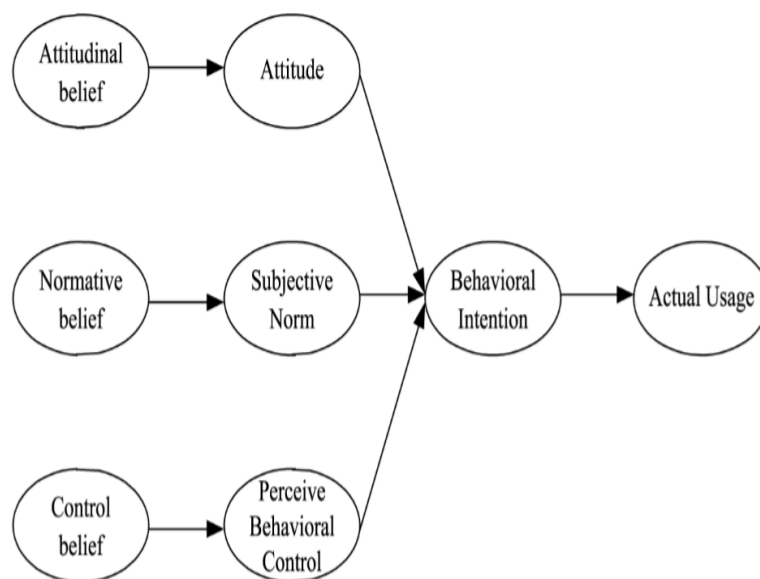 Attitudinal
belief
Attitude
Normative
belief
Subjective
Norm
Behavioral
Intention
Actual Usage
Control
belief
Perceive
Behavioral
Control